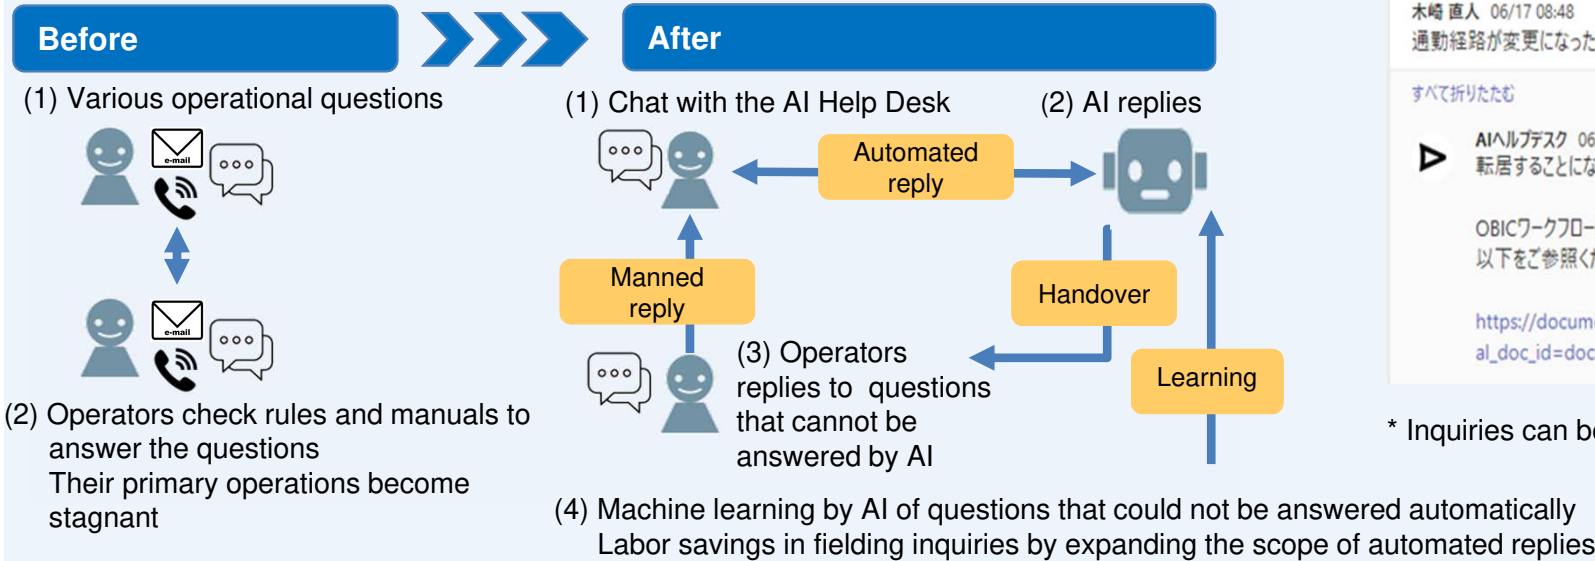 Before
After
(1) Various operational questions
e-mail
e-mail
(2) Operators check rules and manuals to
answer the questions
Their primary operations become
stagnant
(1) Chat with the AI Help Desk
(2) AI replies
Automated
reply
Manned
reply
Handover
Learning
(3) Operators
replies to questions
that cannot be
answered by AI
(4) Machine learning by AI of questions that could not be answered automatically
Labor savings in fielding inquiries by expanding the scope of automated replies
木崎 直人 06/17 08:48
通勤経路が変更になった
すべて折りたたむ
AIヘルプデスク 06
転居することにな
OBICワークフロー
以下をご参照く
https://docum
al_doc_id=doc
* Inquiries can b